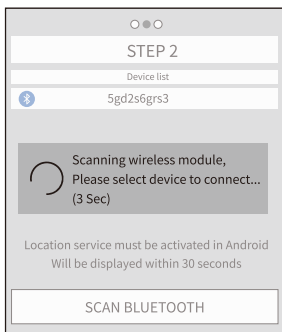 STEP 2
Device list
5gd2s6grs3
Scanning wireless module,
Please select device to connect...
(3 Sec)
Location service must be activated in Android
Will be displayed within 30 seconds
SCAN BLUETOOTH